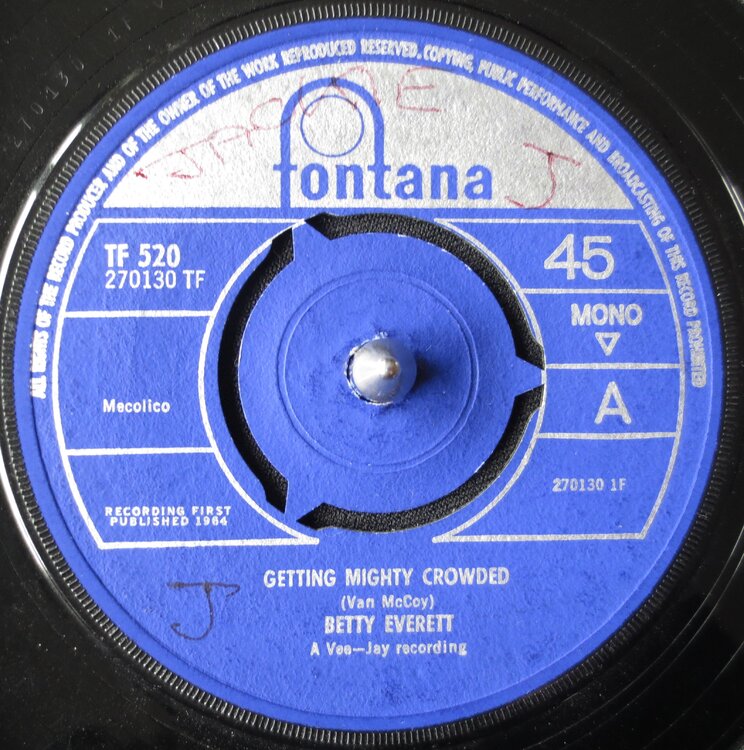 ALL RIGHTS OF THE RECORD PRODUCER AND OF THE OWNER OF THE WORK REPRODUCED RESERVED. COPYING, PUBLIC PERFORMANCE AND BROADCASTING OF THIS RECORD PROHIBITED
fontana
J
TF 520
270130 TF
45
MONO
A
Mecolico
270130 1F
RECORDING FIRST
PUBLISHED 1964
GETTING MIGHTY CROWDED
(Van McCoy)
J
BETTY EVERETT
A Vee-Jay recording
270130 1F